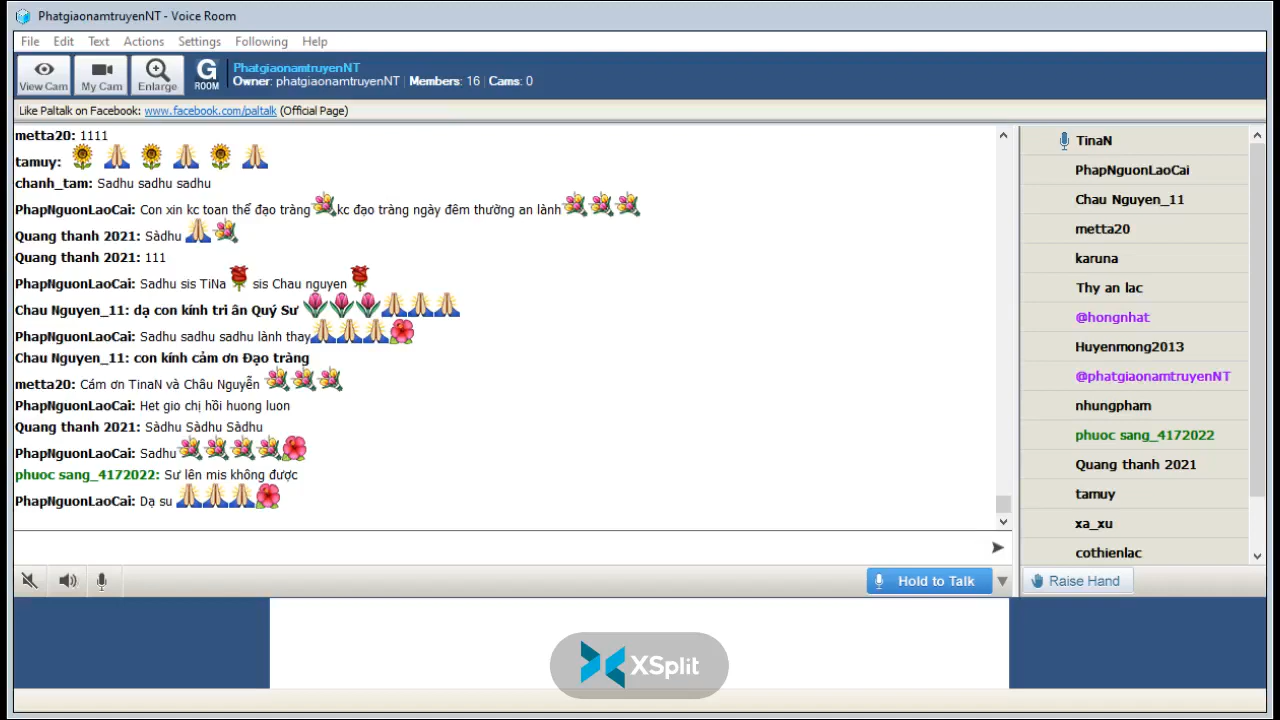 PhatgiaonamtruyenNT - Voice Room
File Edit Text Actions Settings Following Help
View Cam
My Cam
Enlarge
G ROOM
PhatgiaonamtruyenNT
Owner: phatgiaonamtruyenNT | Members: 16 | Cams: 0
Like Paltalk on Facebook: www.facebook.com/paltalk (Official Page)
metta20: 1111
tamuy: 🌻 🙏 🌻 🙏 🌻 🙏
chanh_tam: Sadhu sadhu sadhu
PhapNguonLaoCai: Con xin kc toan thể đạo tràng 💐kc đạo tràng ngày đêm thường an lành💐💐💐
Quang thanh 2021: Sàdhu 🙏💐
Quang thanh 2021: 111
PhapNguonLaoCai: Sadhu sis TiNa 🌹 sis Chau nguyen 🌹
Chau Nguyen_11: dạ con kính tri ân Quý Sư 🌷🌷🌷🙏🙏🙏
PhapNguonLaoCai: Sadhu sadhu sadhu lành thay🙏🙏🙏🌺
Chau Nguyen_11: con kính cảm ơn Đạo tràng
metta20: Cám ơn TinaN và Châu Nguyễn 💐💐💐
PhapNguonLaoCai: Het gio chị hồi huong luon
Quang thanh 2021: Sàdhu Sàdhu Sàdhu
PhapNguonLaoCai: Sadhu💐💐💐💐🌺
phuoc sang_4172022: Sư lên mis không được
PhapNguonLaoCai: Dạ su 🙏🙏🙏🌺
TinaN
PhapNguonLaoCai
Chau Nguyen_11
metta20
karuna
Thy an lac
@hongnhat
Huyenmong2013
@phatgiaonamtruyenNT
nhungpham
phuoc sang_4172022
Quang thanh 2021
tamuy
xa_xu
cothienlac
Hold to Talk
Raise Hand
XSplit